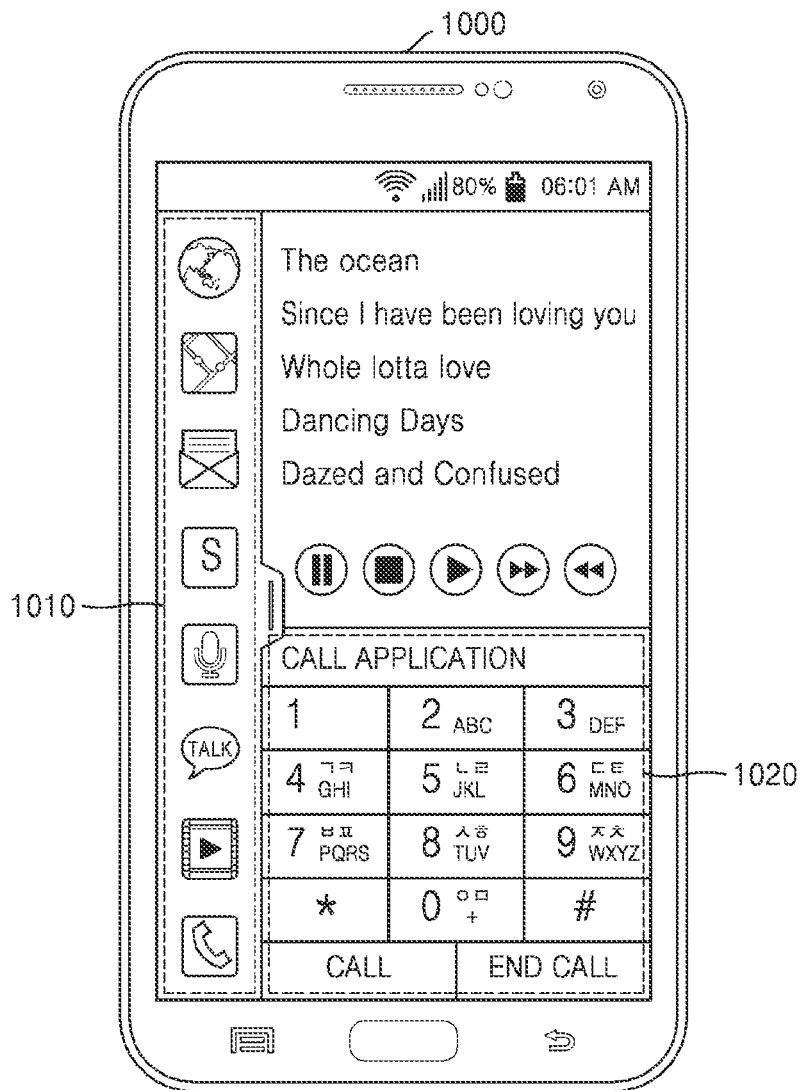 1000
80% 06:01 AM
The ocean
Since I have been loving you
Whole lotta love
Dancing Days
Dazed and Confused
S
1010
CALL APPLICATION
1
2 ABC
3 DEF
TALK
4 ㄱㅋ GHI
5 ㄴㄹ JKL
6 ㄷㅌ MNO
1020
7 ㅂㅍ PQRS
8 ㅅㅎ TUV
9 ㅈㅊ WXYZ
*
0 ㅇㅁ +
#
CALL
END CALL